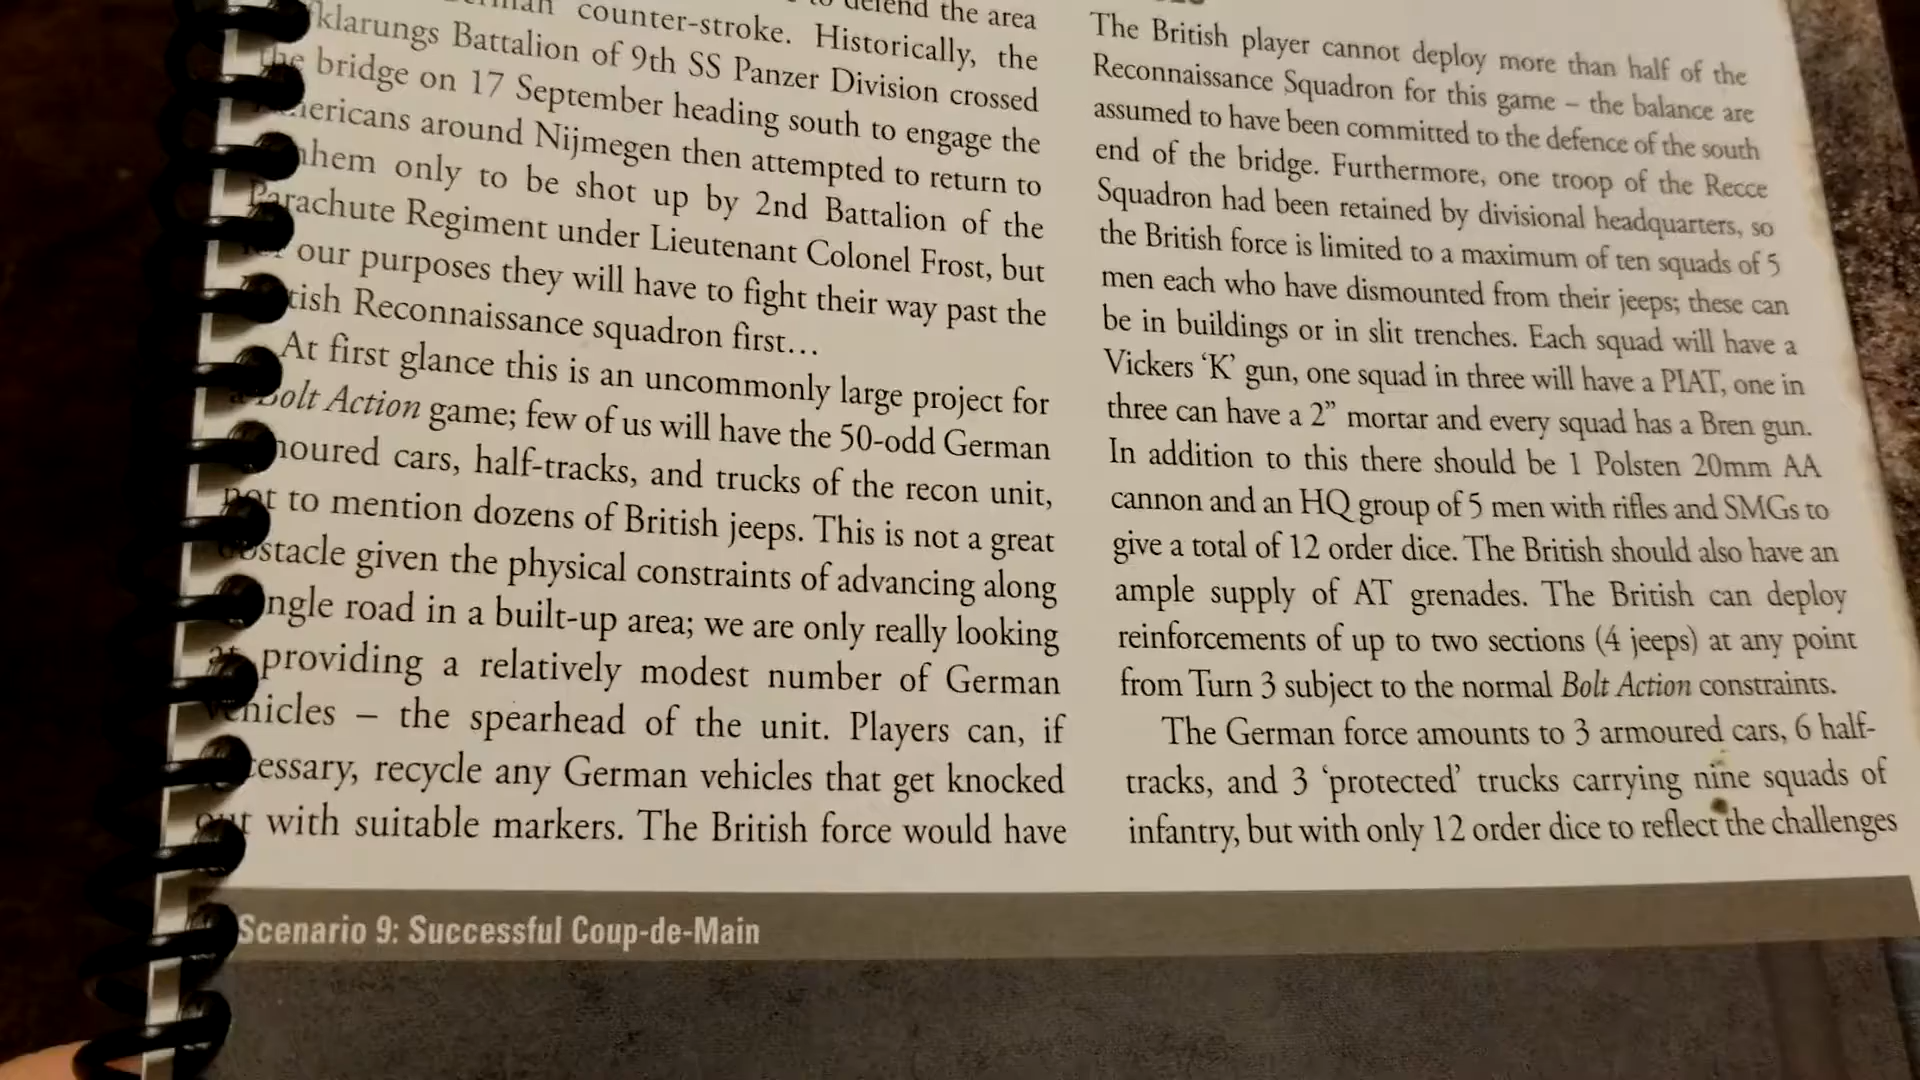 to defend the area
counter-stroke. Historically, the
Battalion of 9th SS Panzer Division crossed
the bridge on 17 September heading south to engage the
around Nijmegen then attempted to return to
only to be shot up by 2nd Battalion of the
Parachute Regiment under Lieutenant Colonel Frost, but
our purposes they will have to fight their way past the
Reconnaissance squadron first...
At first glance this is an uncommonly large project for
a Bolt Action game; few of us will have the 50-odd German
cars, half-tracks, and trucks of the recon unit,
not to mention dozens of British jeeps. This is not a great
given the physical constraints of advancing along
road in a built-up area; we are only really looking
at providing a relatively modest number of German
vehicles – the spearhead of the unit. Players can, if
recycle any German vehicles that get knocked
out with suitable markers. The British force would have
The British player cannot deploy more than half of the
Reconnaissance Squadron for this game – the balance are
assumed to have been committed to the defence of the south
end of the bridge. Furthermore, one troop of the Recce
Squadron had been retained by divisional headquarters, so
the British force is limited to a maximum of ten squads of 5
men each who have dismounted from their jeeps; these can
be in buildings or in slit trenches. Each squad will have a
Vickers ‘K’ gun, one squad in three will have a PIAT, one in
three can have a 2” mortar and every squad has a Bren gun.
In addition to this there should be 1 Polsten 20mm AA
cannon and an HQ group of 5 men with rifles and SMGs to
give a total of 12 order dice. The British should also have an
ample supply of AT grenades. The British can deploy
reinforcements of up to two sections (4 jeeps) at any point
from Turn 3 subject to the normal Bolt Action constraints.
The German force amounts to 3 armoured cars, 6 half-
tracks, and 3 ‘protected’ trucks carrying nine squads of
infantry, but with only 12 order dice to reflect the challenges
Scenario 9: Successful Coup-de-Main